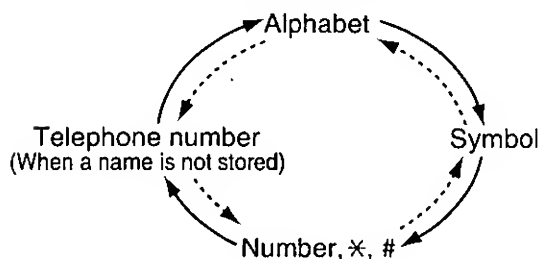 Alphabet
Telephone number
(When a name is not stored)
Symbol
Number, ⚹, #